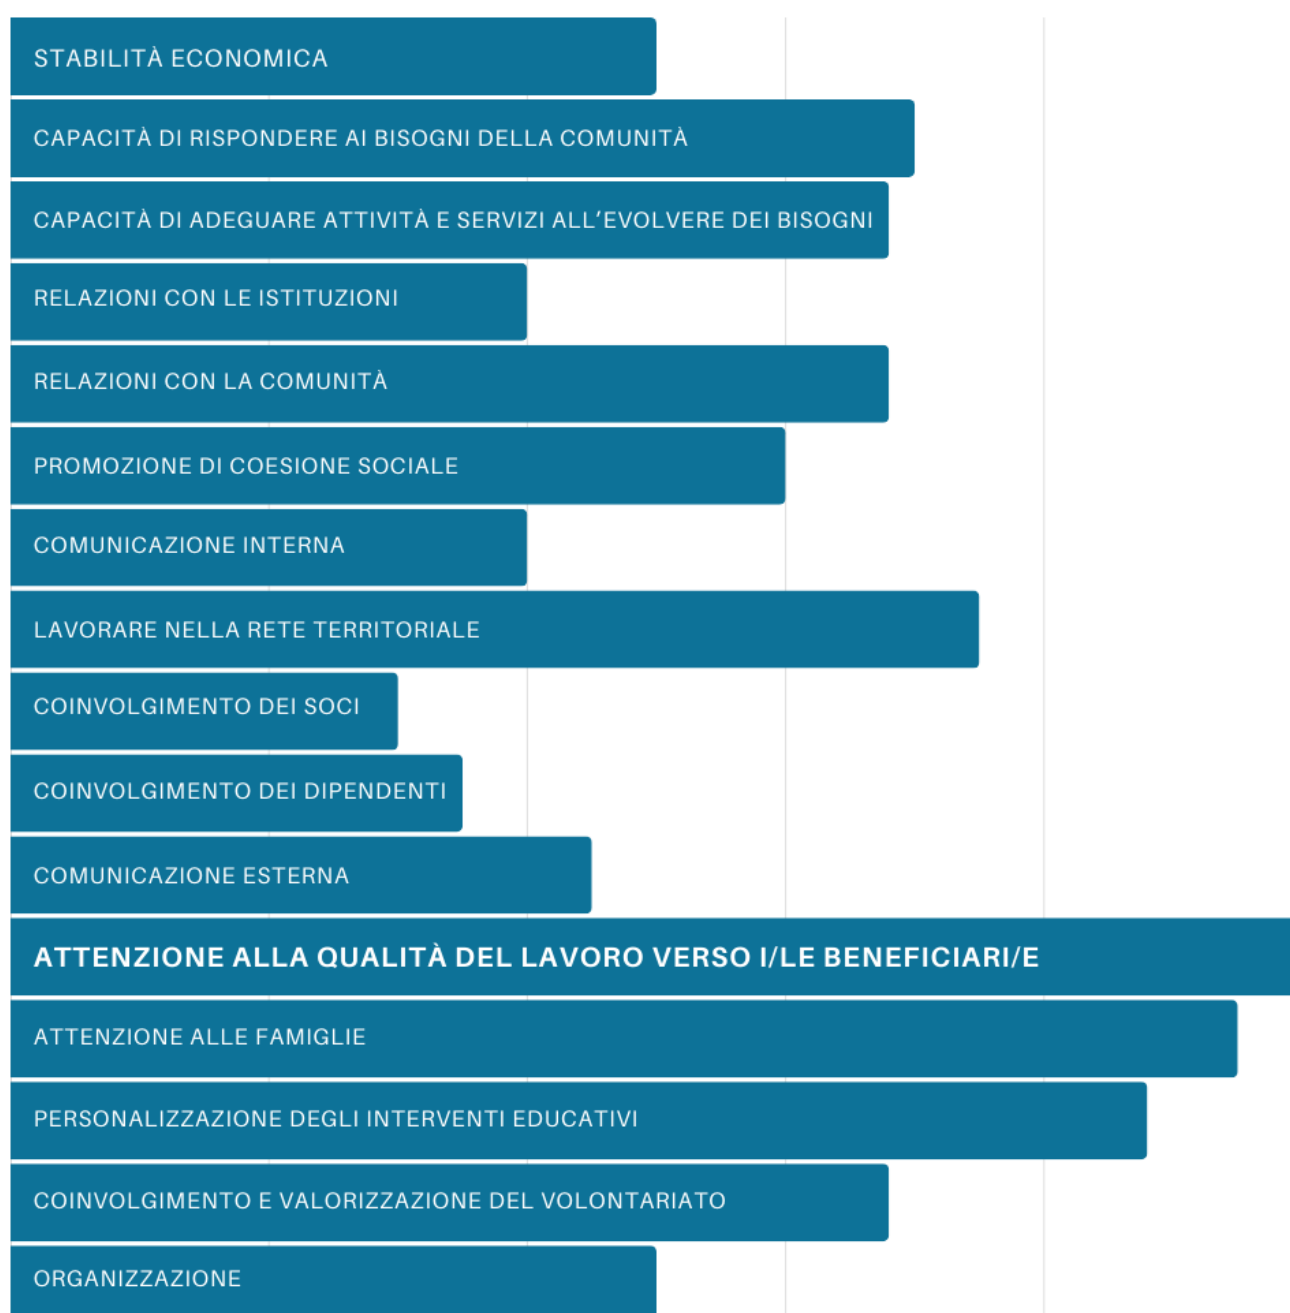 STABILITÀ ECONOMICA
CAPACITÀ DI RISPONDERE AI BISOGNI DELLA COMUNITÀ
CAPACITÀ DI ADEGUARE ATTIVITÀ E SERVIZI ALL'EVOLVERE DEI BISOGNI
RELAZIONI CON LE ISTITUZIONI
RELAZIONI CON LA COMUNITÀ
PROMOZIONE DI COESIONE SOCIALE
COMUNICAZIONE INTERNA
LAVORARE NELLA RETE TERRITORIALE
COINVOLGIMENTO DEI SOCI
COINVOLGIMENTO DEI DIPENDENTI
COMUNICAZIONE ESTERNA
ATTENZIONE ALLA QUALITÀ DEL LAVORO VERSO I/LE BENEFICIARI/E
ATTENZIONE ALLE FAMIGLIE
PERSONALIZZAZIONE DEGLI INTERVENTI EDUCATIVI
COINVOLGIMENTO E VALORIZZAZIONE DEL VOLONTARIATO
ORGANIZZAZIONE